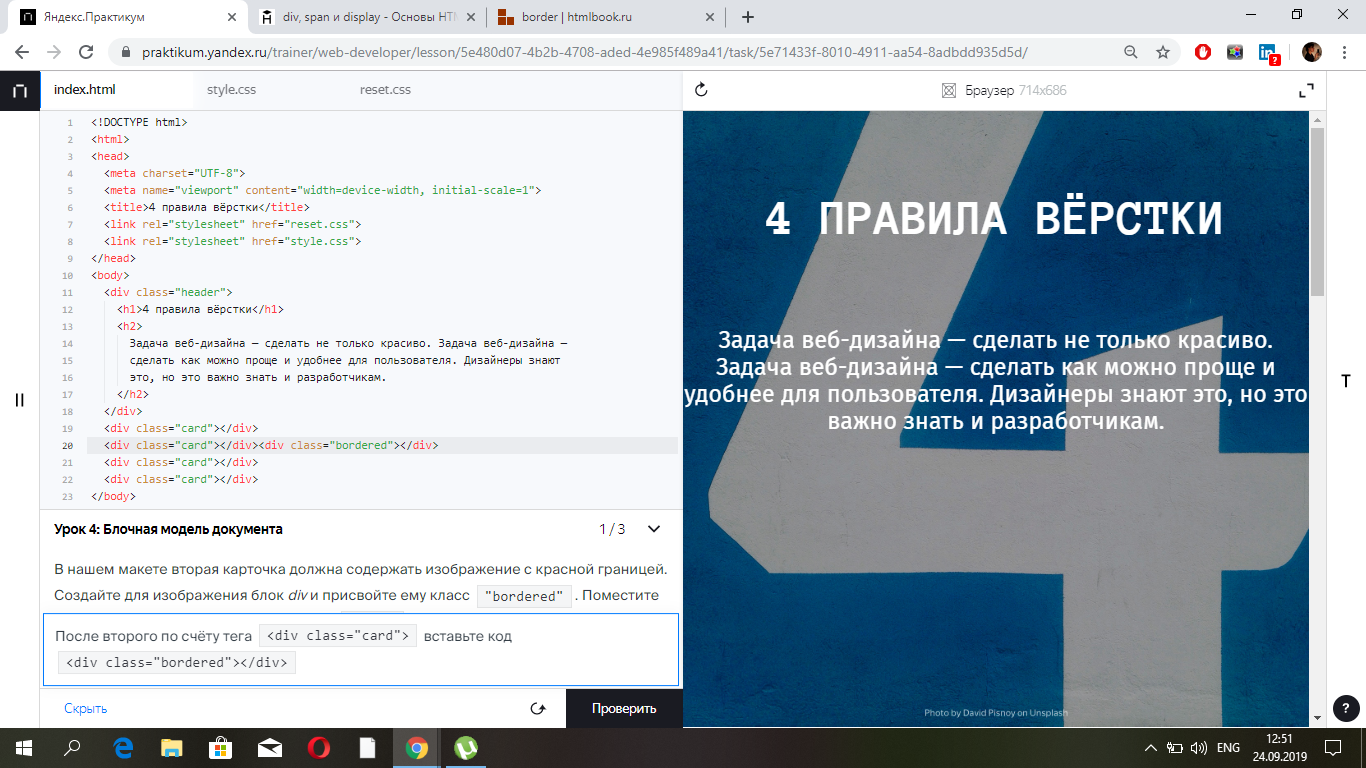 Яндекс.Практикум
div, span и display - Основы HTM
border | htmlbook.ru
praktikum.yandex.ru/trainer/web-developer/lesson/5e480d07-4b2b-4708-aded-4e985f489a41/task/5e71433f-8010-4911-aa54-8adbdd935d5d/
?
index.html
style.css
reset.css
Браузер 714x686
1 <!DOCTYPE html>
2 <html>
3 <head>
4 <meta charset="UTF-8">
5 <meta name="viewport" content="width=device-width, initial-scale=1">
6 <title>4 правила вёрстки</title>
7 <link rel="stylesheet" href="reset.css">
8 <link rel="stylesheet" href="style.css">
9 </head>
10 <body>
11 <div class="header">
12 <h1>4 правила вёрстки</h1>
13 <h2>
14 Задача веб-дизайна — сделать не только красиво. Задача веб-дизайна —
15 сделать как можно проще и удобнее для пользователя. Дизайнеры знают
16 это, но это важно знать и разработчикам.
17 </h2>
18 </div>
19 <div class="card"></div>
20 <div class="card"></div><div class="bordered"></div>
21 <div class="card"></div>
22 <div class="card"></div>
23 </body>
Урок 4: Блочная модель документа
1 / 3
В нашем макете вторая карточка должна содержать изображение с красной границей.
Создайте для изображения блок div и присвойте ему класс "bordered" . Поместите
После второго по счёту тега <div class="card"> вставьте код
<div class="bordered"></div>
Скрыть
Проверить
4 ПРАВИЛА ВЁРСТКИ
Задача веб-дизайна — сделать не только красиво.
Задача веб-дизайна — сделать как можно проще и
удобнее для пользователя. Дизайнеры знают это, но это
важно знать и разработчикам.
Photo by David Pisnoy on Unsplash
T
?
ENG
12:51
24.09.2019